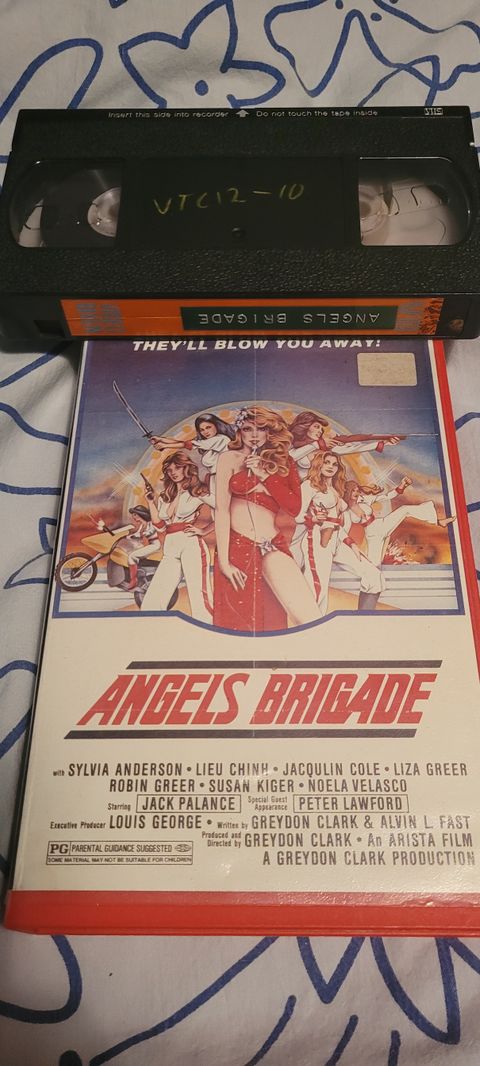 Insert this side into recorder Do not touch the tape inside VHS
VTC12-10
ANGELS BRIGADE
THEY'LL BLOW YOU AWAY!
ANGELS BRIGADE
with SYLVIA ANDERSON • LIEU CHINH • JACQULIN COLE • LIZA GREER •
ROBIN GREER • SUSAN KIGER • NOELA VELASCO
Starring JACK PALANCE Special Guest Appearance PETER LAWFORD
Executive Producer LOUIS GEORGE • Written by GREYDON CLARK & ALVIN L. FAST
Produced and Directed by GREYDON CLARK • An ARISTA FILM
A GREYDON CLARK PRODUCTION
PG PARENTAL GUIDANCE SUGGESTED
SOME MATERIAL MAY NOT BE SUITABLE FOR CHILDREN